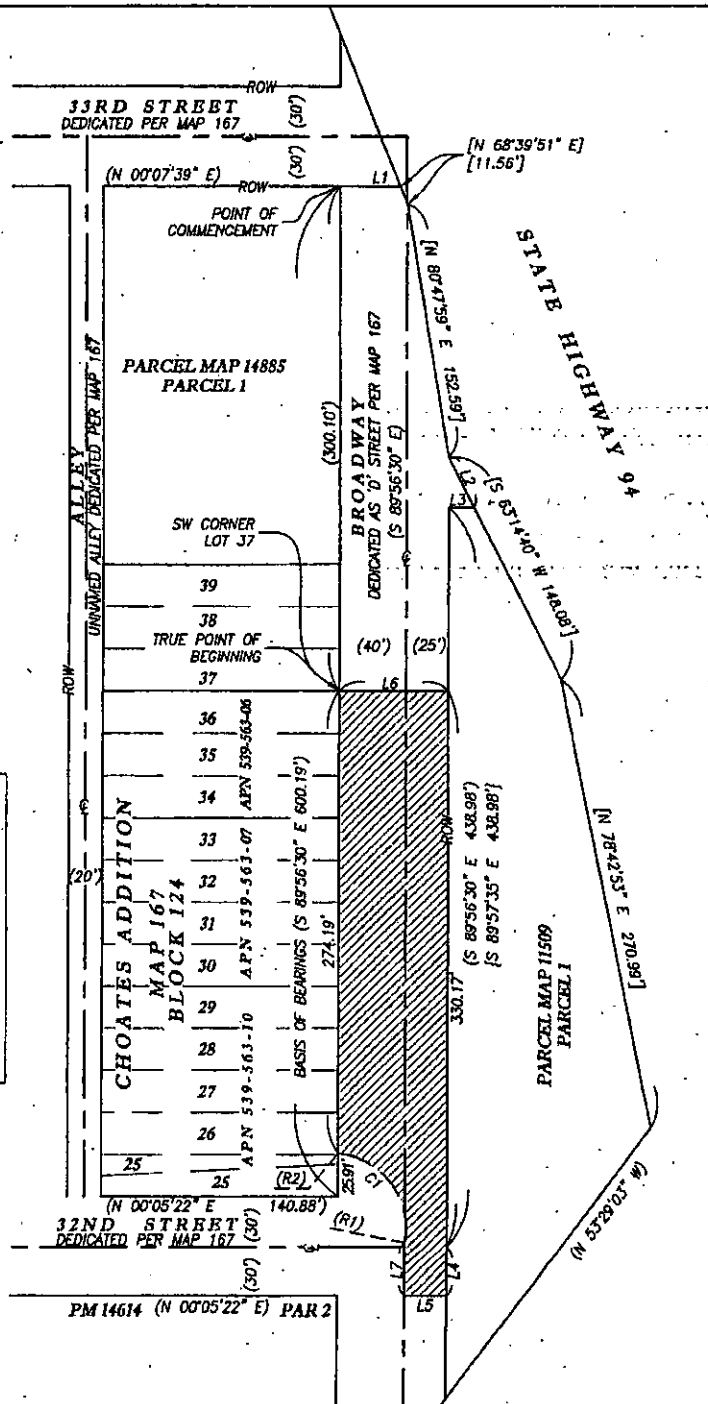 ROW
33RD STREET
DEDICATED PER MAP 167
(30')
(30')
(N 00°07'39" E)
ROW
L1
[N 68°39'51" E]
[11.56']
POINT OF
COMMENCEMENT
STATE HIGHWAY 94
[N 80°47'59" E 152.59']
PARCEL MAP 14885
PARCEL 1
ALLEY
UNNAMED ALLEY DEDICATED PER MAP 167
(300.10')
BROADWAY
DEDICATED AS 'D' STREET PER MAP 167
(S 89°56'30" E)
L2
L3
[S 63°14'40" W 148.08']
SW CORNER
LOT 37
39
38
TRUE POINT OF
BEGINNING
(40')
(25')
37
L6
ROW
36
35
34
APN 539-563-06
33
32
31
APN 539-563-07
30
29
28
27
26
APN 539-563-10
25
25
(20')
CHOATES ADDITION
MAP 167
BLOCK 124
BASIS OF BEARINGS (S 89°56'30" E 600.19')
274.19'
ROW
330.17'
(S 89°56'30" E 438.98')
[S 89°57'35" E 438.98']
[N 78°42'53" E 270.99']
PARCEL MAP 11509
PARCEL 1
(R2)
25.91'
C1
(N 00°05'22" E 140.88')
(R1)
32ND STREET
DEDICATED PER MAP 167
(30')
(30')
(N 53°29'03" W)
L7
L4
L5
PM 14614 (N 00°05'22" E) PAR 2